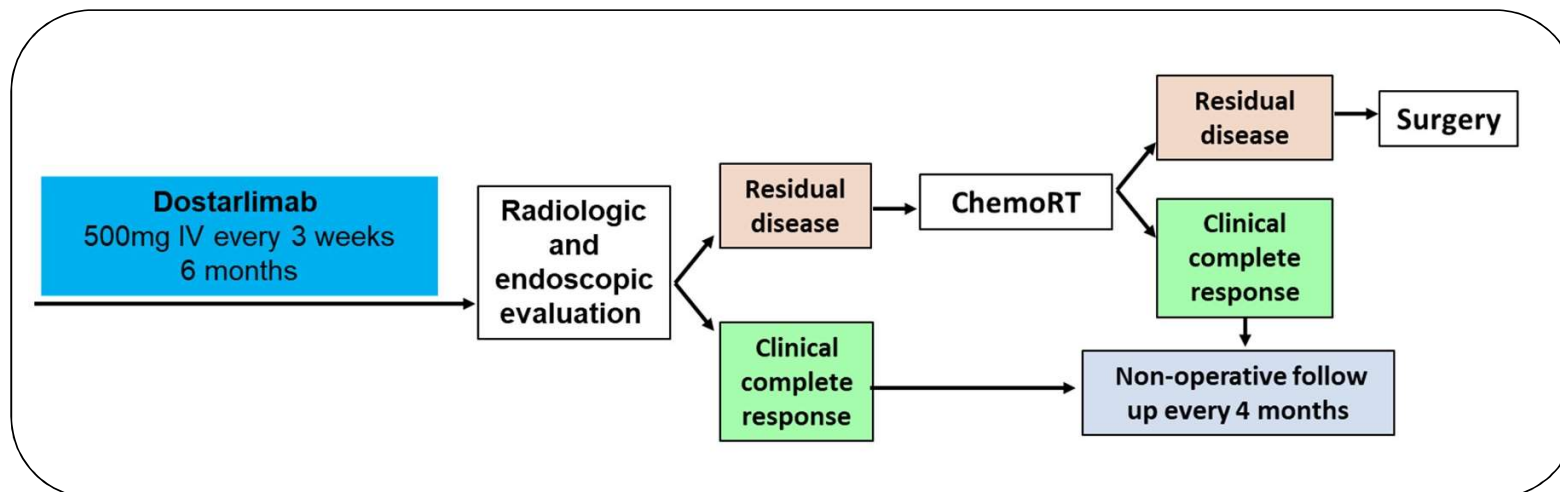 Dostarlimab
500mg IV every 3 weeks
6 months
Radiologic
and
endoscopic
evaluation
Residual
disease
Clinical
complete
response
ChemoRT
Residual
disease
Surgery
Clinical
complete
response
Non-operative follow
up every 4 months